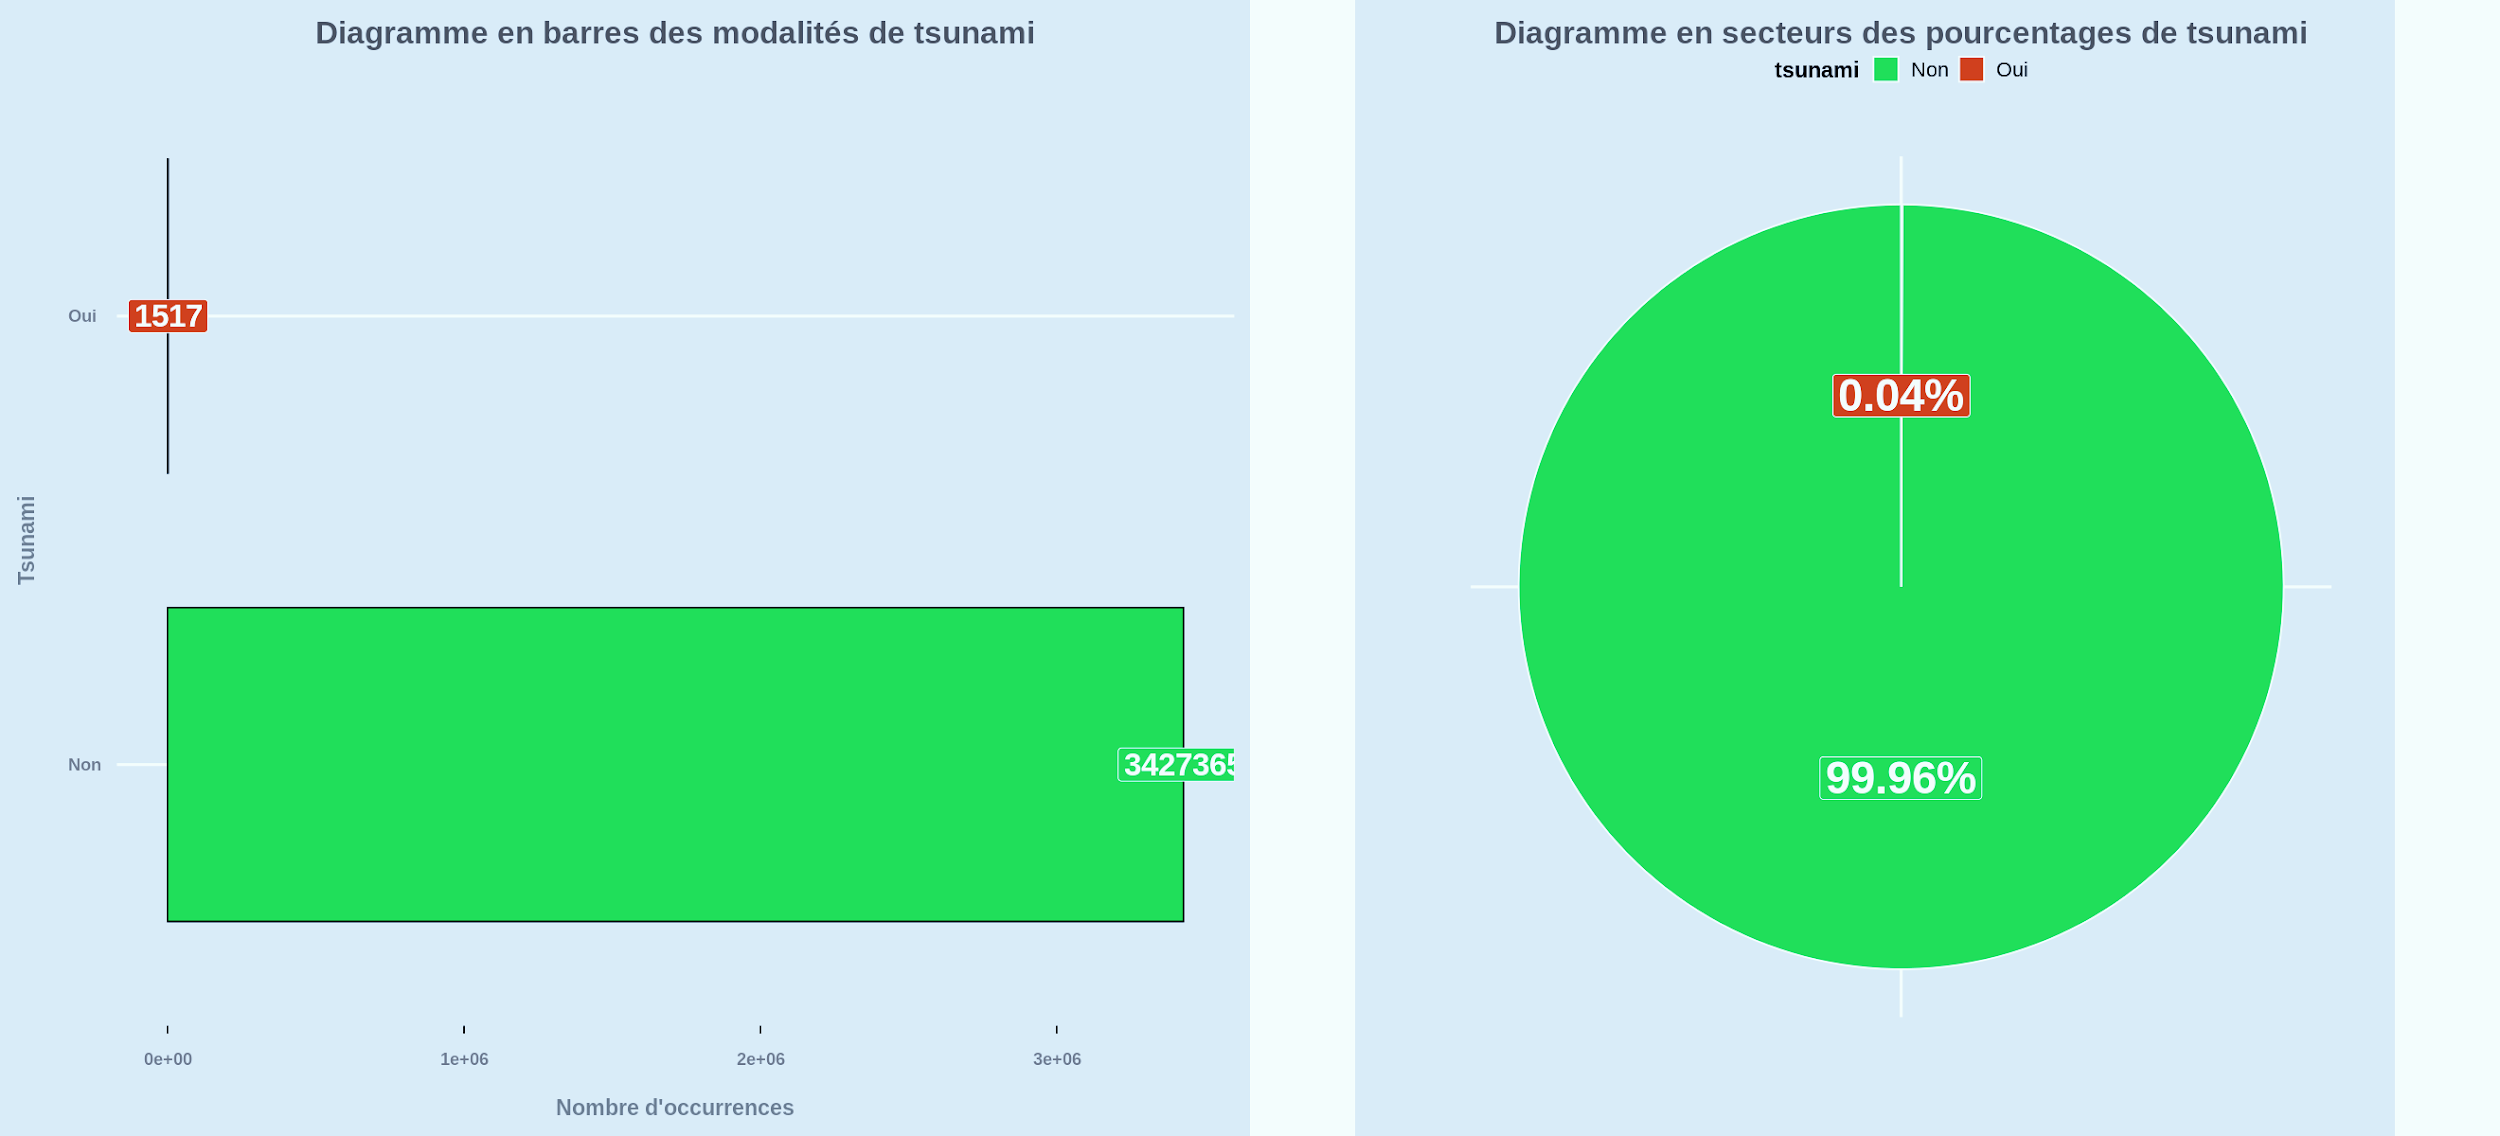 Diagramme en barres des modalités de tsunami
Oui
1517
Tsunami
Non
3427365
0e+00
1e+06
2e+06
3e+06
Nombre d'occurrences
Diagramme en secteurs des pourcentages de tsunami
tsunami Non Oui
0.04%
99.96%